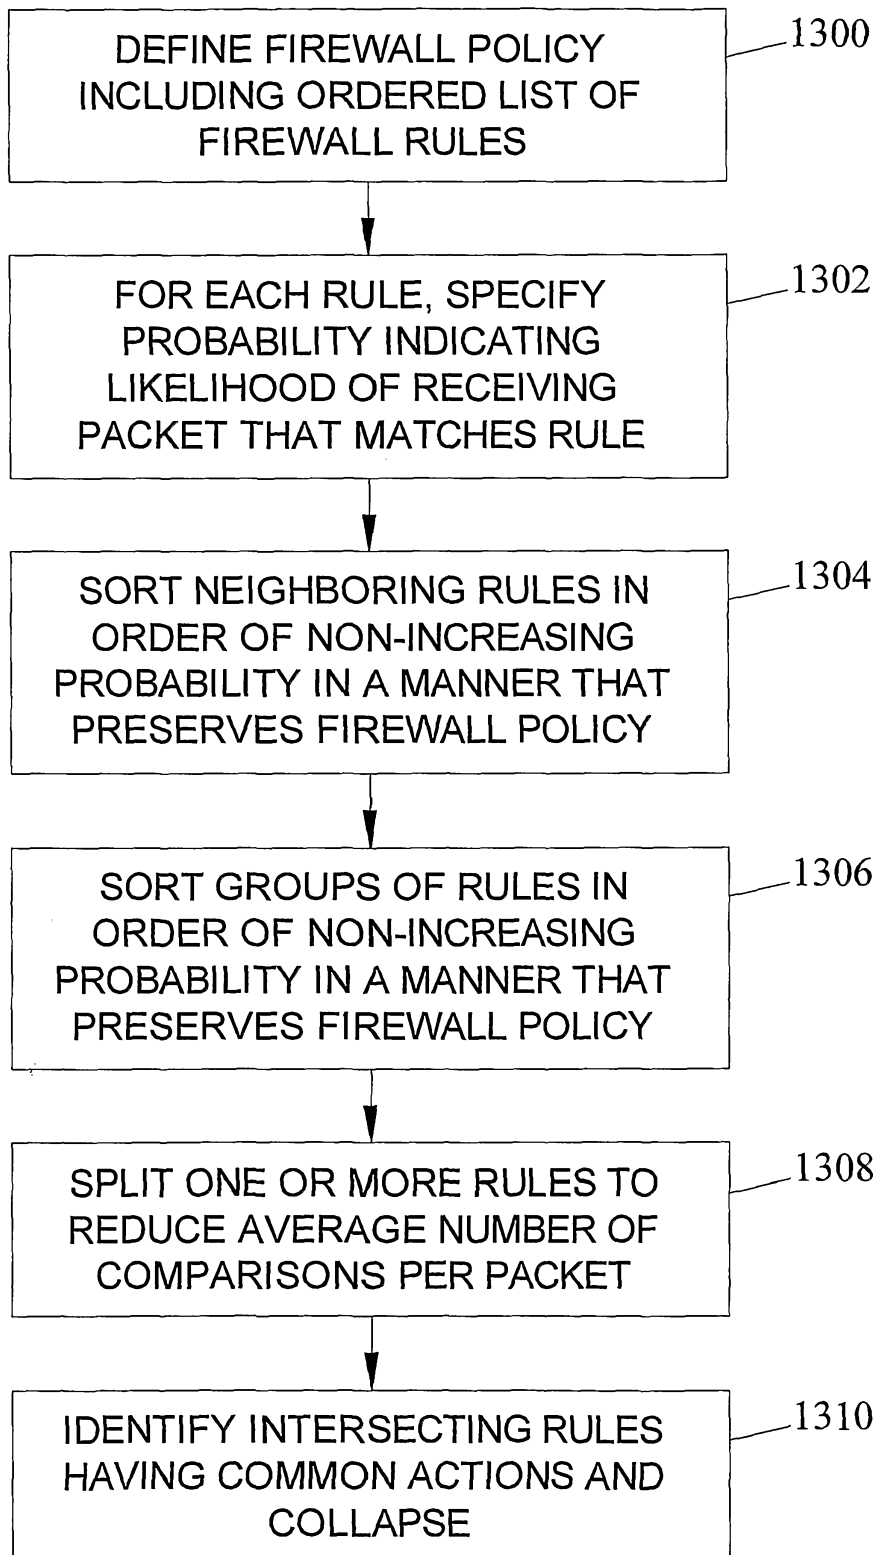 DEFINE FIREWALL POLICY
INCLUDING ORDERED LIST OF
FIREWALL RULES
1300
FOR EACH RULE, SPECIFY
PROBABILITY INDICATING
LIKELIHOOD OF RECEIVING
PACKET THAT MATCHES RULE
1302
SORT NEIGHBORING RULES IN
ORDER OF NON-INCREASING
PROBABILITY IN A MANNER THAT
PRESERVES FIREWALL POLICY
1304
SORT GROUPS OF RULES IN
ORDER OF NON-INCREASING
PROBABILITY IN A MANNER THAT
PRESERVES FIREWALL POLICY
1306
SPLIT ONE OR MORE RULES TO
REDUCE AVERAGE NUMBER OF
COMPARISONS PER PACKET
1308
IDENTIFY INTERSECTING RULES
HAVING COMMON ACTIONS AND
COLLAPSE
1310